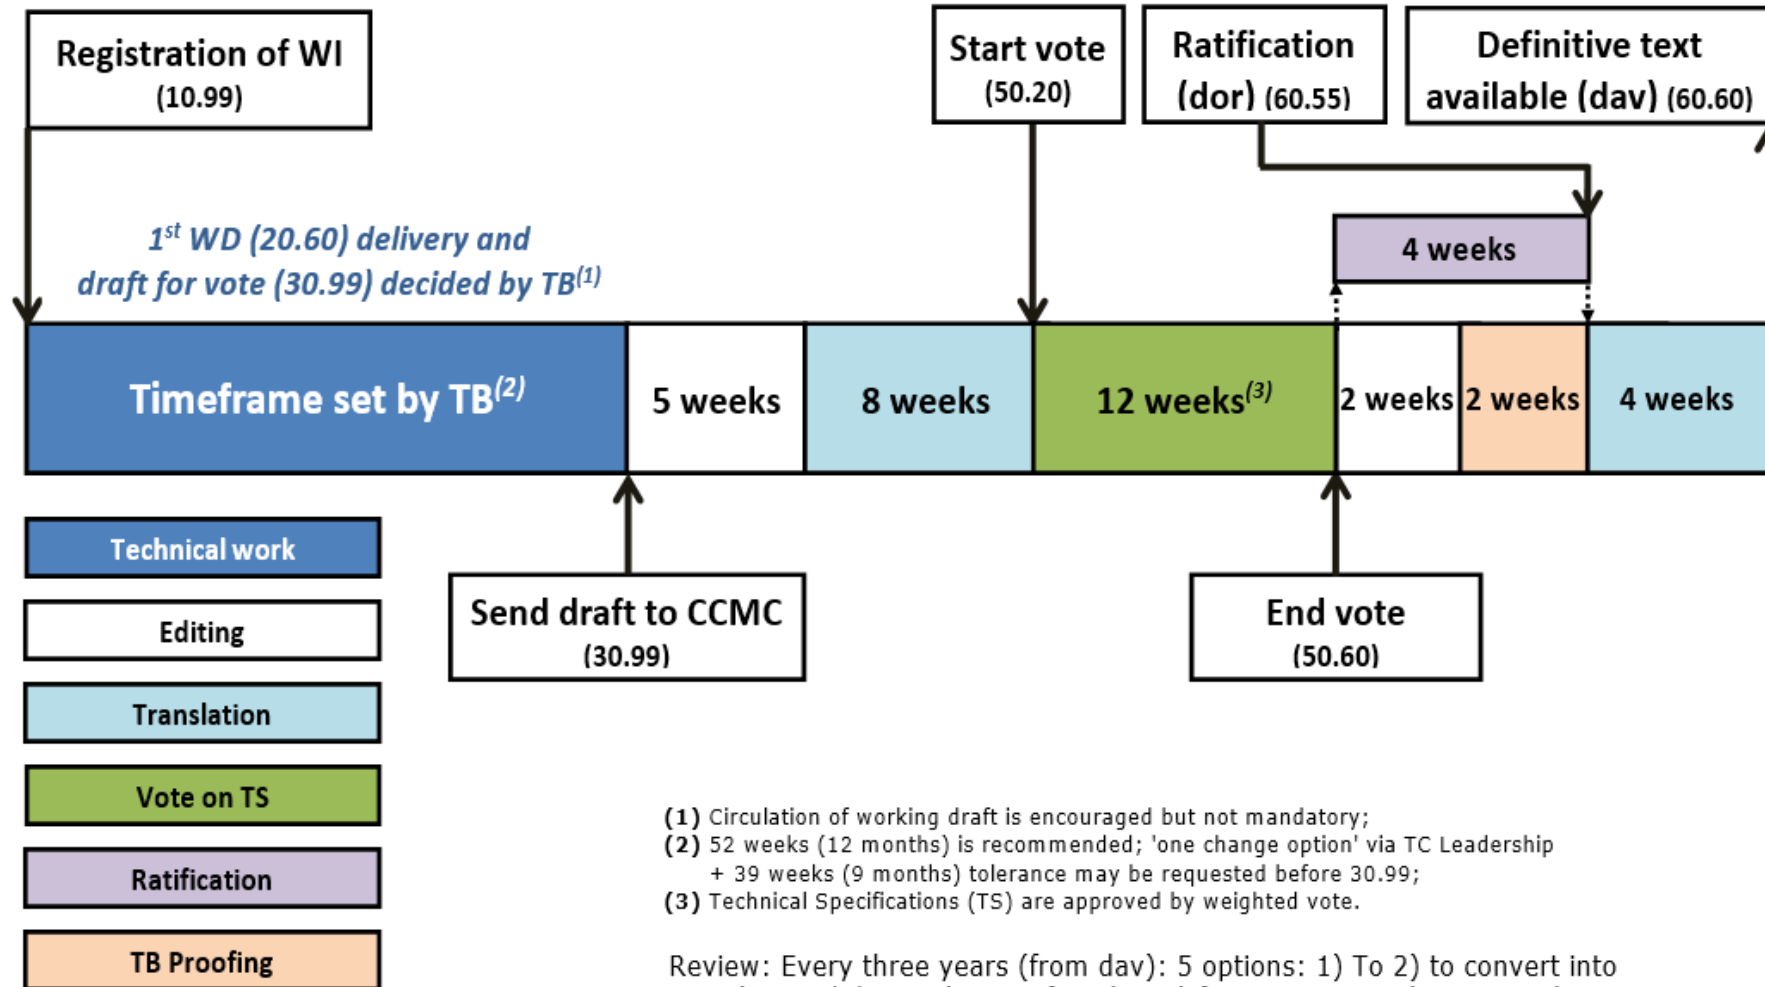 Registration of WI
(10.99)
Start vote
(50.20)
Ratification
(dor) (60.55)
Definitive text
available (dav) (60.60)
1st WD (20.60) delivery and
draft for vote (30.99) decided by TB(1)
4 weeks
Timeframe set by TB(2)
5 weeks
8 weeks
12 weeks(3)
2 weeks
2 weeks
4 weeks
Technical work
Editing
Translation
Vote on TS
Ratification
TB Proofing
Send draft to CCMC
(30.99)
End vote
(50.60)
(1) Circulation of working draft is encouraged but not mandatory;
(2) 52 weeks (12 months) is recommended; 'one change option' via TC Leadership
+ 39 weeks (9 months) tolerance may be requested before 30.99;
(3) Technical Specifications (TS) are approved by weighted vote.
Review: Every three years (from dav): 5 options: 1) To 2) to convert into